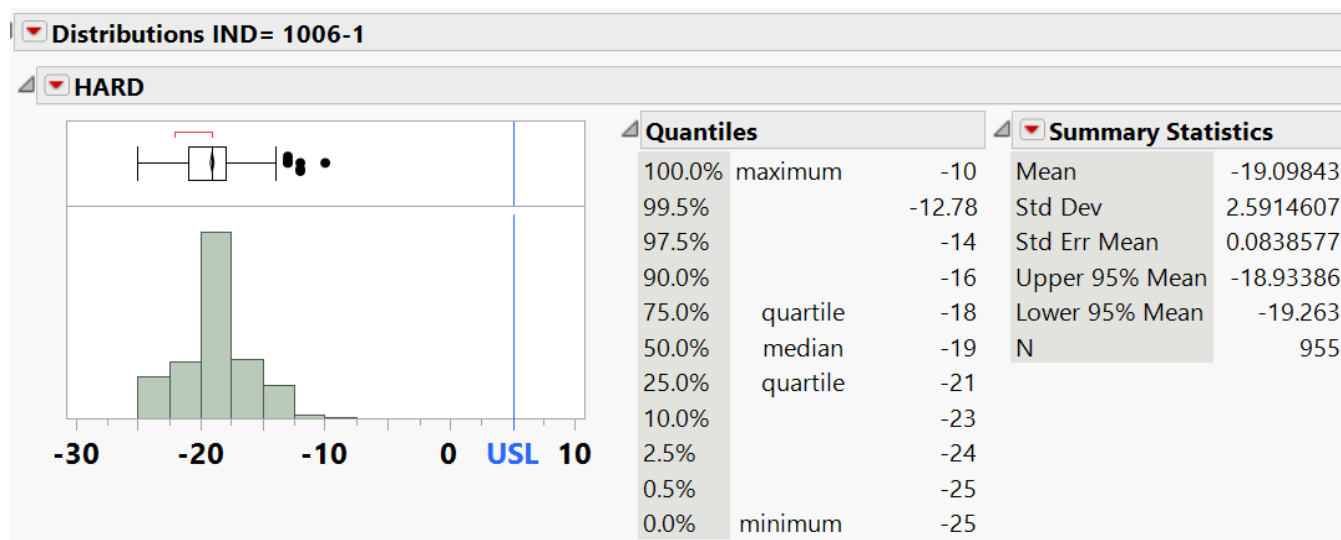 Distributions IND= 1006-1
HARD
-30 -20 -10 0 USL 10
Quantiles
100.0% maximum -10
99.5% -12.78
97.5% -14
90.0% -16
75.0% quartile -18
50.0% median -19
25.0% quartile -21
10.0% -23
2.5% -24
0.5% -25
0.0% minimum -25
Summary Statistics
Mean -19.09843
Std Dev 2.5914607
Std Err Mean 0.0838577
Upper 95% Mean -18.93386
Lower 95% Mean -19.263
N 955